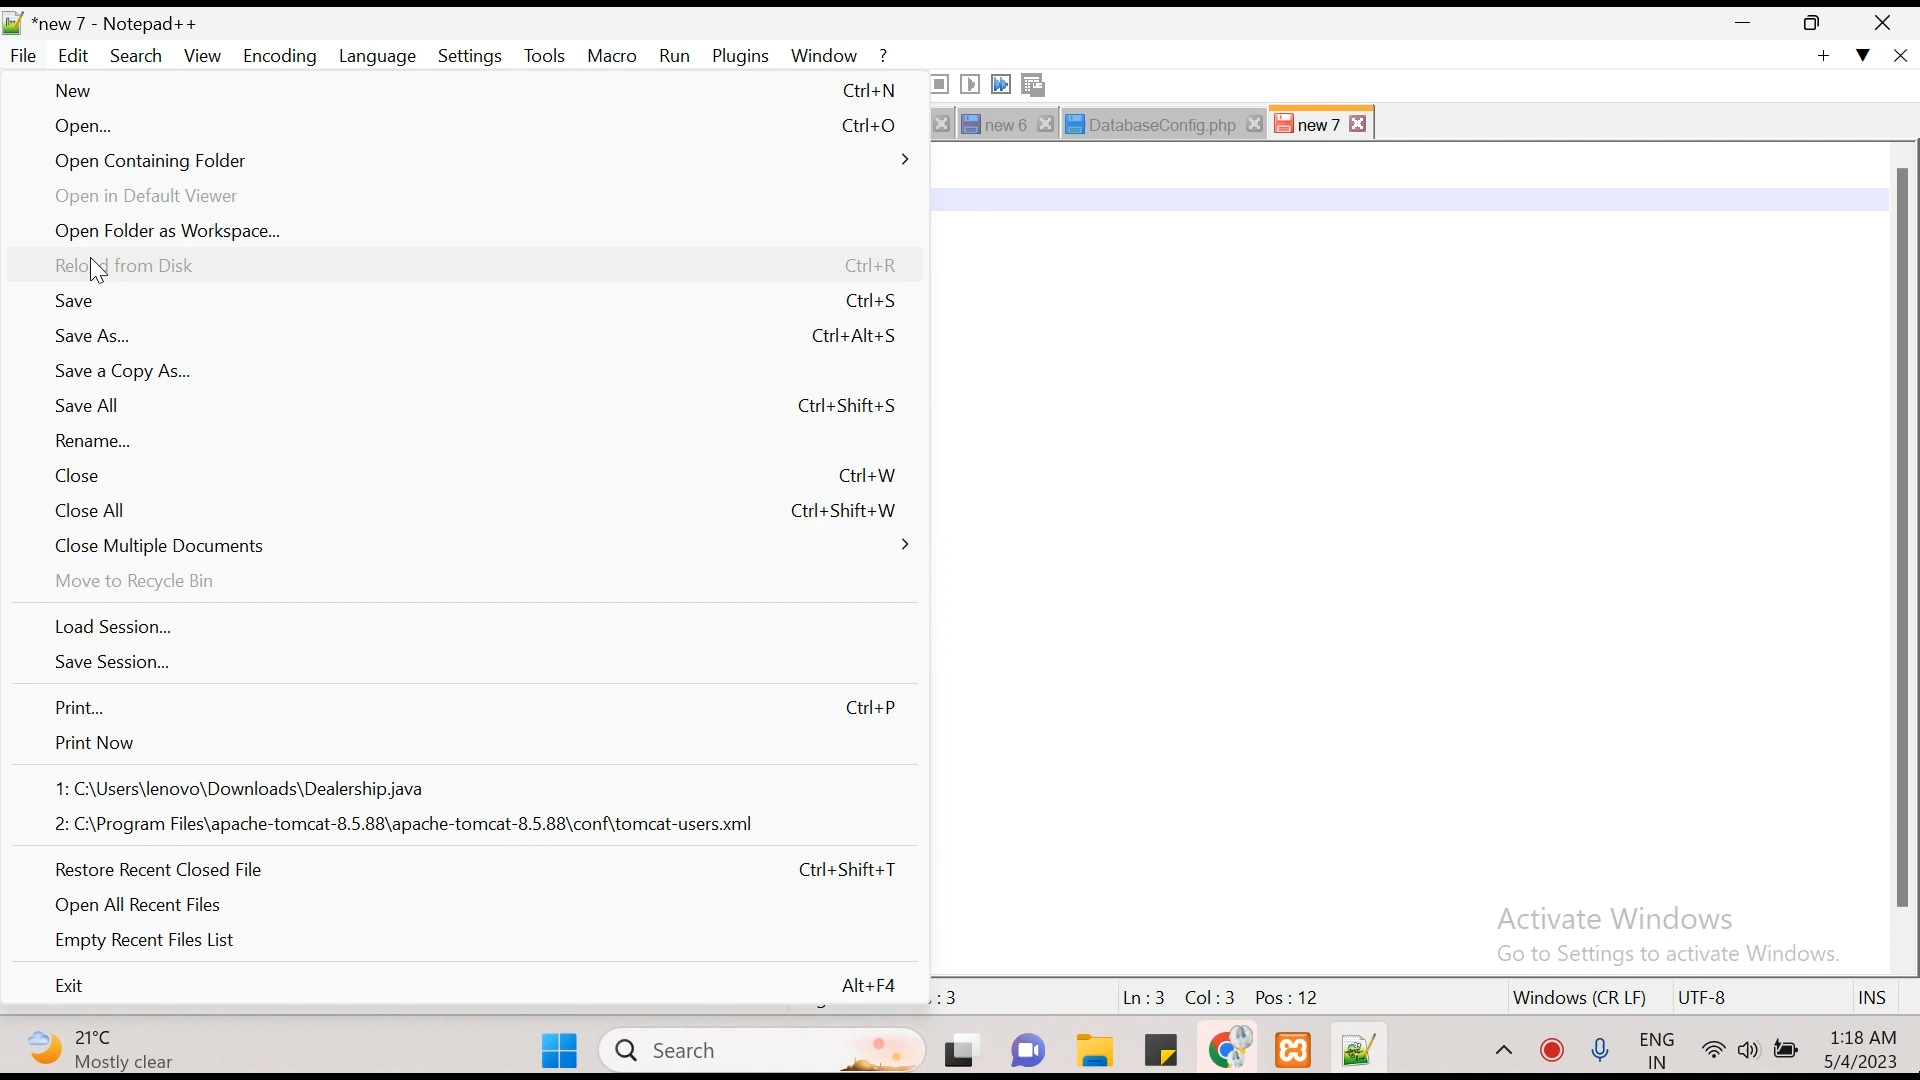 *new 7 - Notepad++
File Edit Search View Encoding Language Settings Tools Macro Run Plugins Window ?
New Ctrl+N
Open... Ctrl+O
new 6 DatabaseConfig.php new 7
Open Containing Folder
Open in Default Viewer
Open Folder as Workspace...
Reload from Disk Ctrl+R
Save Ctrl+S
Save As... Ctrl+Alt+S
Save a Copy As...
Save All Ctrl+Shift+S
Rename...
Close Ctrl+W
Close All Ctrl+Shift+W
Close Multiple Documents
Move to Recycle Bin
Load Session...
Save Session...
Print... Ctrl+P
Print Now
1: C:\Users\lenovo\Downloads\Dealership.java
2: C:\Program Files\apache-tomcat-8.5.88\apache-tomcat-8.5.88\conf\tomcat-users.xml
Restore Recent Closed File Ctrl+Shift+T
Open All Recent Files
Empty Recent Files List
Exit Alt+F4
Activate Windows
Go to Settings to activate Windows.
: 3 Ln : 3 Col : 3 Pos : 12 Windows (CR LF) UTF-8 INS
21°C
Mostly clear
Search
ENG
IN
1:18 AM
5/4/2023